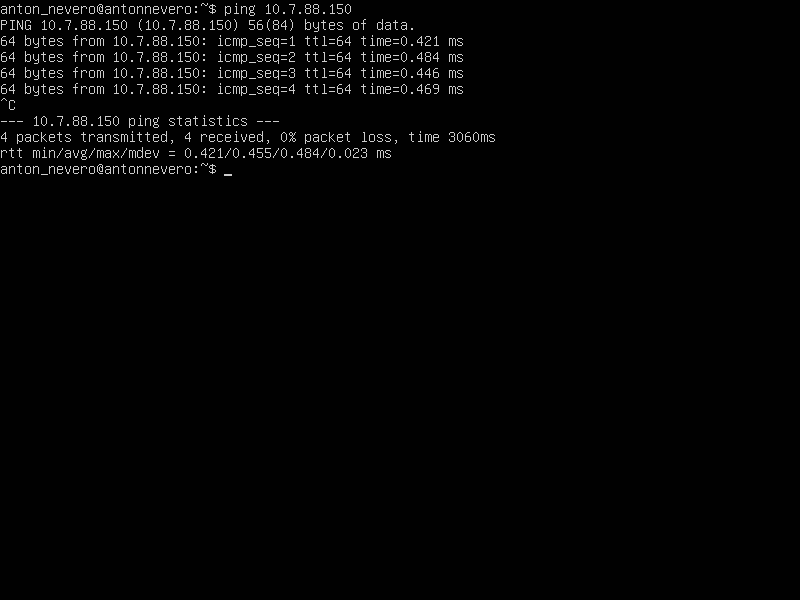 anton_nevero@antonnevero:~$ ping 10.7.88.150
PING 10.7.88.150 (10.7.88.150) 56(84) bytes of data.
64 bytes from 10.7.88.150: icmp_seq=1 ttl=64 time=0.421 ms
64 bytes from 10.7.88.150: icmp_seq=2 ttl=64 time=0.484 ms
64 bytes from 10.7.88.150: icmp_seq=3 ttl=64 time=0.446 ms
64 bytes from 10.7.88.150: icmp_seq=4 ttl=64 time=0.469 ms
^C
--- 10.7.88.150 ping statistics ---
4 packets transmitted, 4 received, 0% packet loss, time 3060ms
rtt min/avg/max/mdev = 0.421/0.455/0.484/0.023 ms
anton_nevero@antonnevero:~$ _